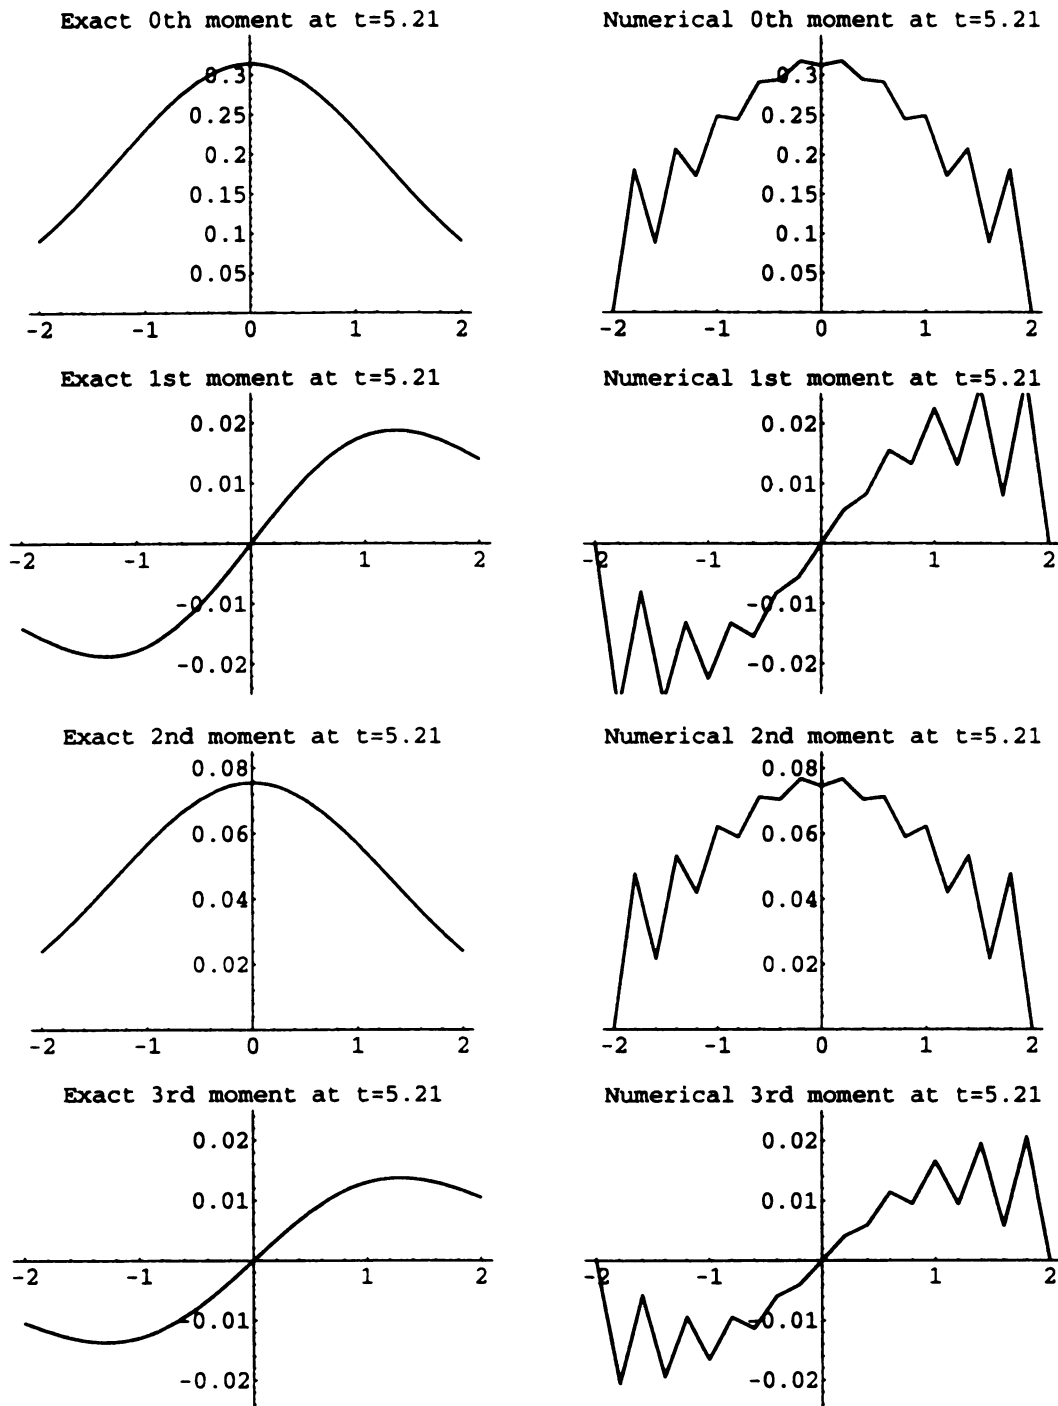 Exact 0th moment at t=5.21
0.3
0.25
0.2
0.15
0.1
0.05
-2 -1 0 1 2
Numerical 0th moment at t=5.21
0.3
0.25
0.2
0.15
0.1
0.05
-2 -1 0 1 2
Exact 1st moment at t=5.21
0.02
0.01
-2 -1 1 2
-0.01
-0.02
Numerical 1st moment at t=5.21
0.02
0.01
-2 -1 1 2
-0.01
-0.02
Exact 2nd moment at t=5.21
0.08
0.06
0.04
0.02
-2 -1 0 1 2
Numerical 2nd moment at t=5.21
0.08
0.06
0.04
0.02
-2 -1 0 1 2
Exact 3rd moment at t=5.21
0.02
0.01
-2 -1 1 2
-0.01
-0.02
Numerical 3rd moment at t=5.21
0.02
0.01
-2 -1 1 2
-0.01
-0.02